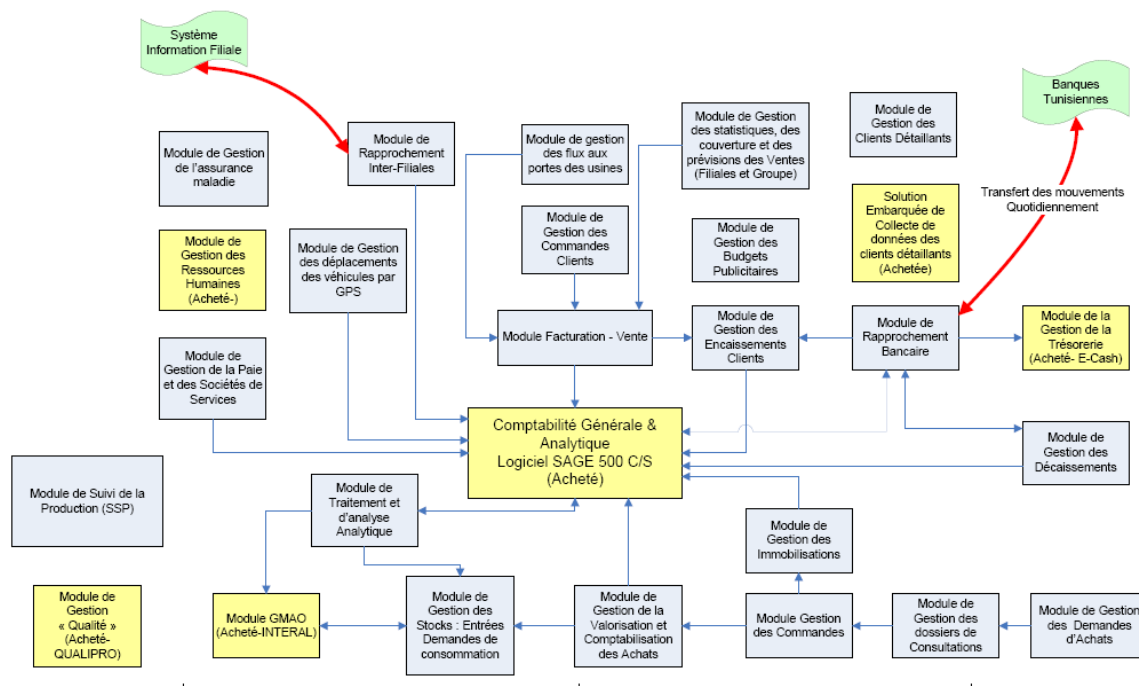 Système
Information Filiale
Banques
Tunisiennes
Module de Gestion
de l'assurance
maladie
Module de
Rapprochement
Inter-Filiales
Module de gestion
des flux aux
portes des usines
Module de Gestion
des statistiques, des
couverture et des
prévisions des Ventes
(Filiales et Groupe)
Module de
Gestion des
Clients Détaillants
Transfert des mouvements
Quotidiennement
Module de
Gestion des
Ressources
Humaines
(Acheté-)
Module de Gestion
des déplacements
des véhicules par
GPS
Module de
Gestion des
Commandes
Clients
Module de
Gestion des
Budgets
Publicitaires
Solution
Embarquée de
Collecte de
données des
clients détaillants
(Achetée)
Module de
Gestion de la Paie
et des Sociétés de
Services
Module Facturation - Vente
Module de
Gestion des
Encaissements
Clients
Module de
Rapprochement
Bancaire
Module de la
Gestion de la
Trésorerie
(Acheté- E-Cash)
Comptabilité Générale &
Analytique
Logiciel SAGE 500 C/S
(Acheté)
Module de
Gestion des
Décaissements
Module de Suivi de la
Production (SSP)
Module de
Traitement et
d'analyse
Analytique
Module de
Gestion des
Immobilisations
Module de
Gestion
« Qualité »
(Acheté-
QUALIPRO)
Module GMAO
(Acheté-INTERAL)
Module de
Gestion des
Stocks : Entrées
Demandes de
consommation
Module de
Gestion de la
Valorisation et
Comptabilisation
des Achats
Module Gestion
des Commandes
Module de
Gestion des
dossiers de
Consultations
Module de Gestion
des Demandes
d'Achats